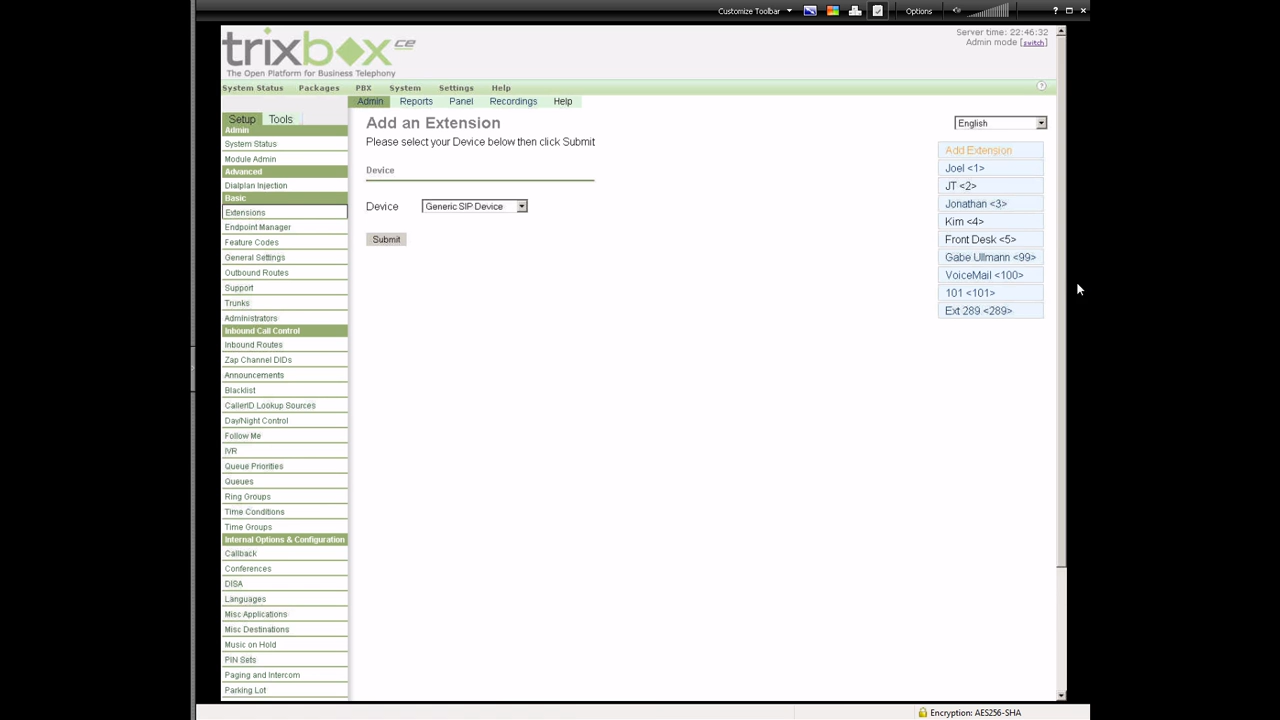 Customize Toolbar
Options
trixbox ce
The Open Platform for Business Telephony
Server time: 22:46:32
Admin mode [switch]
System Status Packages PBX System Settings Help
?
Admin Reports Panel Recordings Help
Setup Tools
Admin
System Status
Module Admin
Advanced
Dialplan Injection
Basic
Extensions
Endpoint Manager
Feature Codes
General Settings
Outbound Routes
Support
Trunks
Administrators
Inbound Call Control
Inbound Routes
Zap Channel DIDs
Announcements
Blacklist
CallerID Lookup Sources
Day/Night Control
Follow Me
IVR
Queue Priorities
Queues
Ring Groups
Time Conditions
Time Groups
Internal Options & Configuration
Callback
Conferences
DISA
Languages
Misc Applications
Misc Destinations
Music on Hold
PIN Sets
Paging and Intercom
Parking Lot
Add an Extension
Please select your Device below then click Submit
Device
Device Generic SIP Device
Submit
English
Add Extension
Joel <1>
JT <2>
Jonathan <3>
Kim <4>
Front Desk <5>
Gabe Ullmann <99>
VoiceMail <100>
101 <101>
Ext 289 <289>
Encryption: AES256-SHA